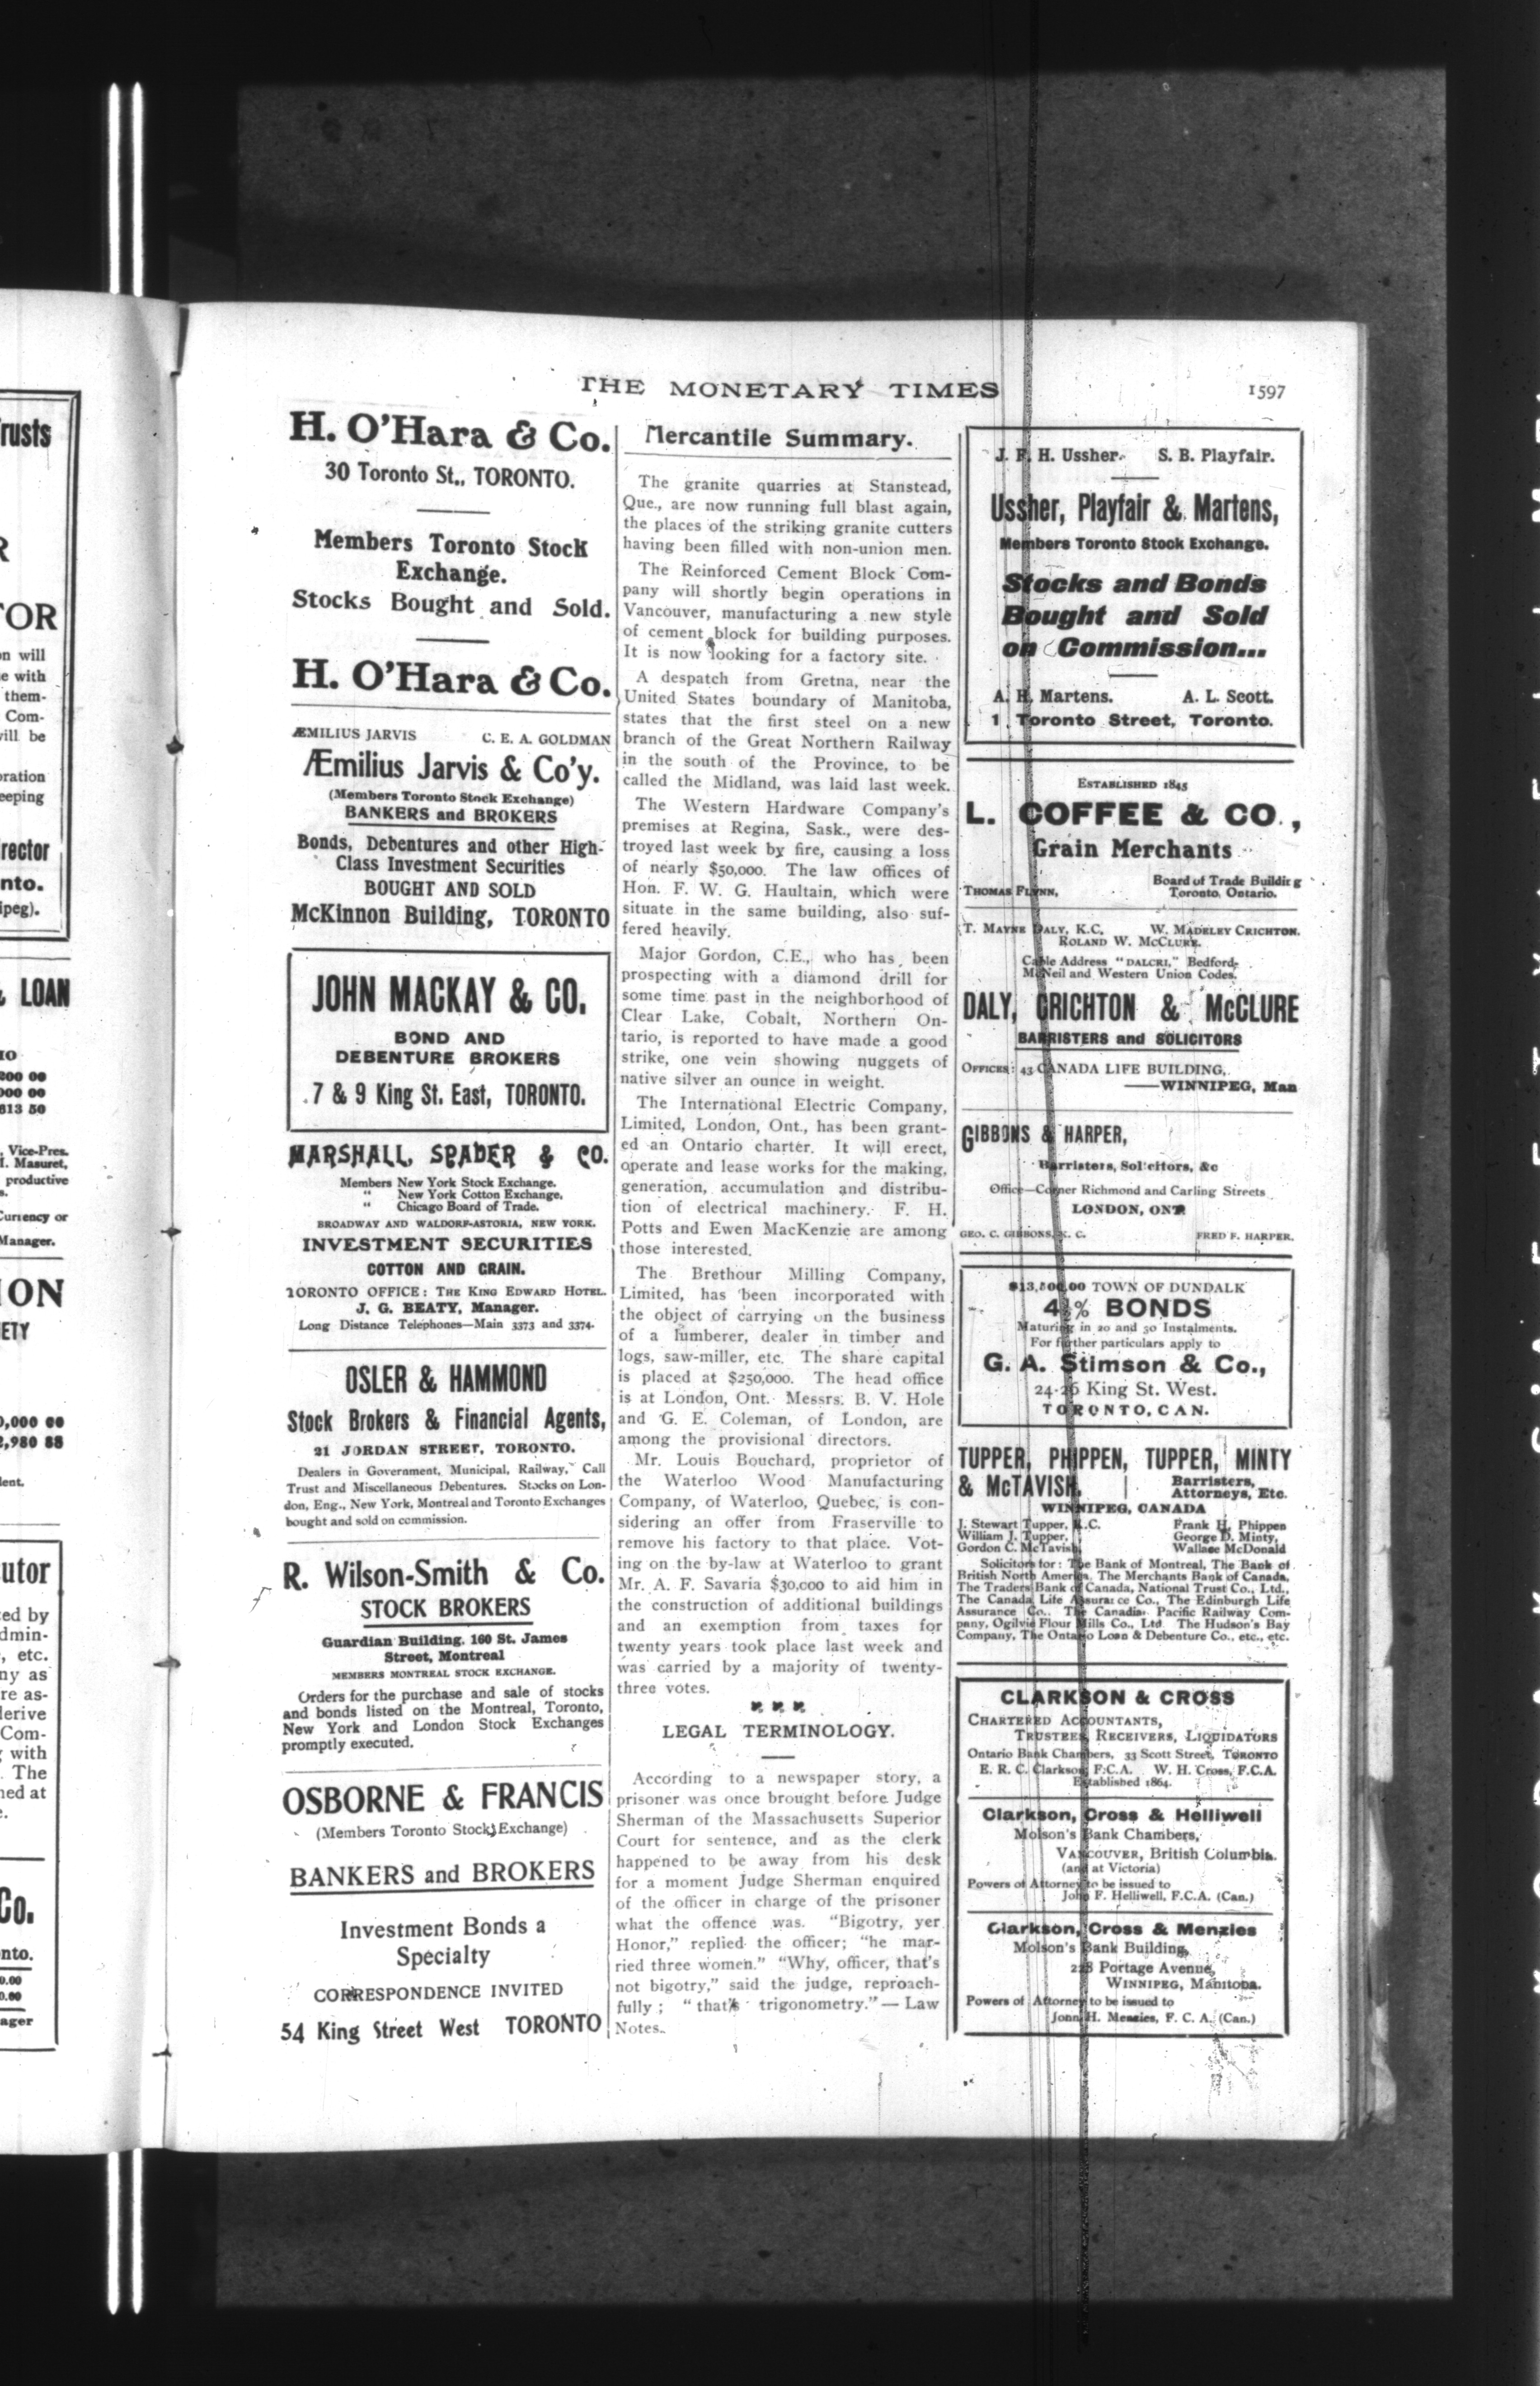 THE MONETARY TIMES
1597
H. O'Hara & Co.
30 Toronto St., TORONTO.
Members Toronto Stock
Exchange.
Stocks Bought and Sold.
H. O'Hara & Co.
ÆMILIUS JARVIS C. E. A. GOLDMAN
Æmilius Jarvis & Co'y.
(Members Toronto Stock Exchange)
BANKERS and BROKERS
Bonds, Debentures and other High-
Class Investment Securities
BOUGHT AND SOLD
McKinnon Building, TORONTO
JOHN MACKAY & CO.
BOND AND
DEBENTURE BROKERS
7 & 9 King St. East, TORONTO.
MARSHALL, SPADER & CO.
Members New York Stock Exchange.
" New York Cotton Exchange,
" Chicago Board of Trade.
BROADWAY AND WALDORF-ASTORIA, NEW YORK.
INVESTMENT SECURITIES
COTTON AND GRAIN.
TORONTO OFFICE: THE KING EDWARD HOTEL.
J. G. BEATY, Manager.
Long Distance Telephones—Main 3373 and 3374.
OSLER & HAMMOND
Stock Brokers & Financial Agents,
21 JORDAN STREET, TORONTO.
Dealers in Government, Municipal, Railway, Call
Trust and Miscellaneous Debentures. Stocks on Lon-
don, Eng., New York, Montreal and Toronto Exchanges
bought and sold on commission.
R. Wilson-Smith & Co.
STOCK BROKERS
Guardian Building, 160 St. James
Street, Montreal
MEMBERS MONTREAL STOCK EXCHANGE.
Orders for the purchase and sale of stocks
and bonds listed on the Montreal, Toronto,
New York and London Stock Exchanges
promptly executed.
OSBORNE & FRANCIS
(Members Toronto Stock Exchange)
BANKERS and BROKERS
Investment Bonds a
Specialty
CORRESPONDENCE INVITED
54 King Street West TORONTO
Mercantile Summary.
The granite quarries at Stanstead,
Que., are now running full blast again,
the places of the striking granite cutters
having been filled with non-union men.
The Reinforced Cement Block Com-
pany will shortly begin operations in
Vancouver, manufacturing a new style
of cement block for building purposes.
It is now looking for a factory site.
A despatch from Gretna, near the
United States boundary of Manitoba,
states that the first steel on a new
branch of the Great Northern Railway
in the south of the Province, to be
called the Midland, was laid last week.
The Western Hardware Company's
premises at Regina, Sask., were des-
troyed last week by fire, causing a loss
of nearly $50,000. The law offices of
Hon. F. W. G. Haultain, which were
situate in the same building, also suf-
fered heavily.
Major Gordon, C.E., who has been
prospecting with a diamond drill for
some time past in the neighborhood of
Clear Lake, Cobalt, Northern On-
tario, is reported to have made a good
strike, one vein showing nuggets of
native silver an ounce in weight.
The International Electric Company,
Limited, London, Ont., has been grant-
ed an Ontario charter. It will erect,
operate and lease works for the making,
generation, accumulation and distribu-
tion of electrical machinery. F. H.
Potts and Ewen MacKenzie are among
those interested.
The Brethour Milling Company,
Limited, has been incorporated with
the object of carrying on the business
of a lumberer, dealer in timber and
logs, saw-miller, etc. The share capital
is placed at $250,000. The head office
is at London, Ont. Messrs. B. V. Hole
and G. E. Coleman, of London, are
among the provisional directors.
Mr. Louis Bouchard, proprietor of
the Waterloo Wood Manufacturing
Company, of Waterloo, Quebec, is con-
sidering an offer from Fraserville to
remove his factory to that place. Vot-
ing on the by-law at Waterloo to grant
Mr. A. F. Savaria $30,000 to aid him in
the construction of additional buildings
and an exemption from taxes for
twenty years took place last week and
was carried by a majority of twenty-
three votes.
LEGAL TERMINOLOGY.
According to a newspaper story, a
prisoner was once brought before Judge
Sherman of the Massachusetts Superior
Court for sentence, and as the clerk
happened to be away from his desk
for a moment Judge Sherman enquired
of the officer in charge of the prisoner
what the offence was. "Bigotry, yer
Honor," replied the officer; "he mar-
ried three women." "Why, officer, that's
not bigotry," said the judge, reproach-
fully; "that's trigonometry."—Law
Notes.
J. F. H. Ussher. S. B. Playfair.
Ussher, Playfair & Martens,
Members Toronto Stock Exchange.
Stocks and Bonds
Bought and Sold
on Commission...
A. H. Martens. A. L. Scott.
1 Toronto Street, Toronto.
ESTABLISHED 1845
L. COFFEE & CO.,
Grain Merchants
THOMAS FLYNN,
Board of Trade Building
Toronto, Ontario.
T. MAYNE DALY, K.C. W. MADELEY CRICHTON.
ROLAND W. MCCLURE.
Cable Address "DALCRI," Bedford-
McNeil and Western Union Codes.
DALY, CRICHTON & McCLURE
BARRISTERS and SOLICITORS
OFFICES: 43 CANADA LIFE BUILDING,
—WINNIPEG, Man
GIBBONS & HARPER,
Barristers, Solicitors, &c
Office—Corner Richmond and Carling Streets
LONDON, ONT
GEO. C. GIBBONS, K. C. FRED F. HARPER.
$13,500.00 TOWN OF DUNDALK
4½% BONDS
Maturing in 20 and 30 Instalments.
For further particulars apply to
G. A. Stimson & Co.,
24-26 King St. West.
TORONTO, CAN.
TUPPER, PHIPPEN, TUPPER, MINTY
& McTAVISH,
Barristers,
Attorneys, Etc.
WINNIPEG, CANADA
J. Stewart Tupper, K.C. Frank H. Phippen
William J. Tupper, George D. Minty,
Gordon C. McTavish, Wallace McDonald
Solicitors for: The Bank of Montreal, The Bank of
British North America, The Merchants Bank of Canada,
The Traders Bank of Canada, National Trust Co., Ltd.,
The Canada Life Assurance Co., The Edinburgh Life
Assurance Co., The Canadian Pacific Railway Com-
pany, Ogilvie Flour Mills Co., Ltd. The Hudson's Bay
Company, The Ontario Loan & Debenture Co., etc., etc.
CLARKSON & CROSS
CHARTERED ACCOUNTANTS,
TRUSTEES, RECEIVERS, LIQUIDATORS
Ontario Bank Chambers, 33 Scott Street, TORONTO
E. R. C. Clarkson, F.C.A. W. H. Cross, F.C.A.
Established 1864.
Clarkson, Cross & Helliwell
Molson's Bank Chambers,
VANCOUVER, British Columbia.
(and at Victoria)
Powers of Attorney to be issued to
John F. Helliwell, F.C.A. (Can.)
Clarkson, Cross & Menzies
Molson's Bank Building,
228 Portage Avenue,
WINNIPEG, Manitoba.
Powers of Attorney to be issued to
John H. Menzies, F. C. A. (Can.)